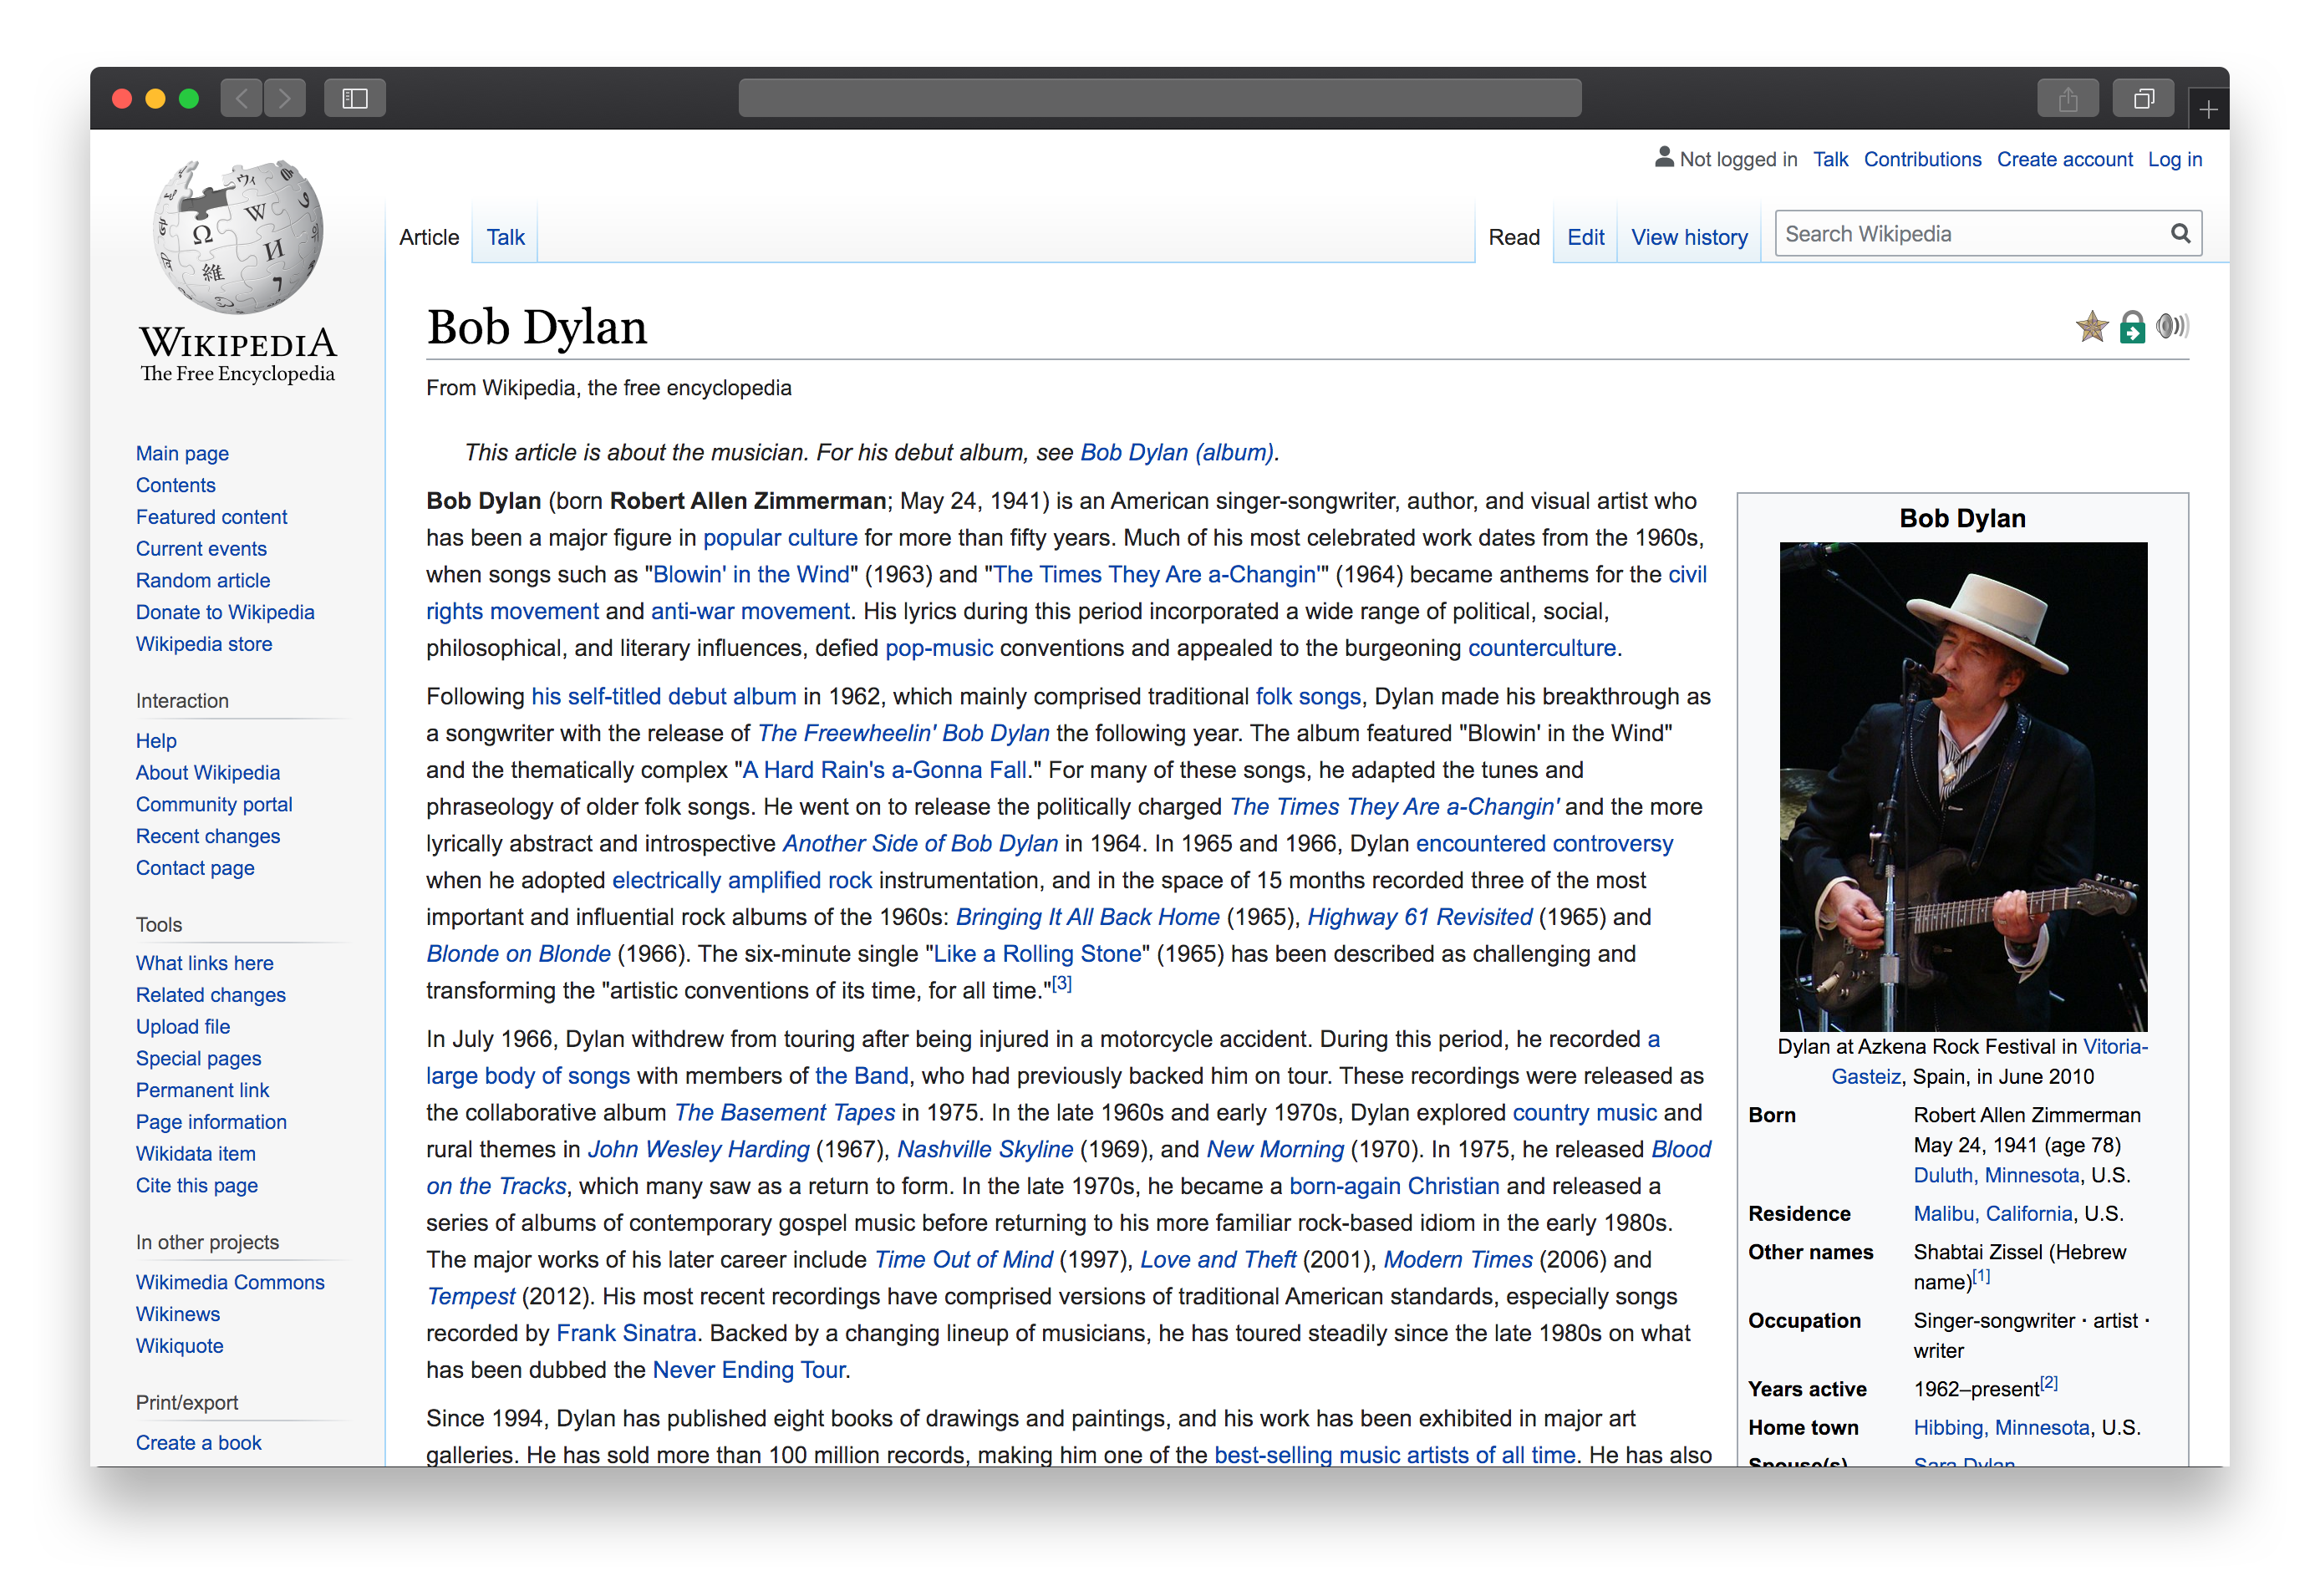 Not logged in Talk Contributions Create account Log in
Article Talk Read Edit View history Search Wikipedia
WIKIPEDIA
The Free Encyclopedia
Main page
Contents
Featured content
Current events
Random article
Donate to Wikipedia
Wikipedia store
Interaction
Help
About Wikipedia
Community portal
Recent changes
Contact page
Tools
What links here
Related changes
Upload file
Special pages
Permanent link
Page information
Wikidata item
Cite this page
In other projects
Wikimedia Commons
Wikinews
Wikiquote
Print/export
Create a book
Bob Dylan
From Wikipedia, the free encyclopedia
This article is about the musician. For his debut album, see Bob Dylan (album).
Bob Dylan (born Robert Allen Zimmerman; May 24, 1941) is an American singer-songwriter, author, and visual artist who
has been a major figure in popular culture for more than fifty years. Much of his most celebrated work dates from the 1960s,
when songs such as "Blowin' in the Wind" (1963) and "The Times They Are a-Changin'" (1964) became anthems for the civil
rights movement and anti-war movement. His lyrics during this period incorporated a wide range of political, social,
philosophical, and literary influences, defied pop-music conventions and appealed to the burgeoning counterculture.
Following his self-titled debut album in 1962, which mainly comprised traditional folk songs, Dylan made his breakthrough as
a songwriter with the release of The Freewheelin' Bob Dylan the following year. The album featured "Blowin' in the Wind"
and the thematically complex "A Hard Rain's a-Gonna Fall." For many of these songs, he adapted the tunes and
phraseology of older folk songs. He went on to release the politically charged The Times They Are a-Changin' and the more
lyrically abstract and introspective Another Side of Bob Dylan in 1964. In 1965 and 1966, Dylan encountered controversy
when he adopted electrically amplified rock instrumentation, and in the space of 15 months recorded three of the most
important and influential rock albums of the 1960s: Bringing It All Back Home (1965), Highway 61 Revisited (1965) and
Blonde on Blonde (1966). The six-minute single "Like a Rolling Stone" (1965) has been described as challenging and
transforming the "artistic conventions of its time, for all time."[3]
In July 1966, Dylan withdrew from touring after being injured in a motorcycle accident. During this period, he recorded a
large body of songs with members of the Band, who had previously backed him on tour. These recordings were released as
the collaborative album The Basement Tapes in 1975. In the late 1960s and early 1970s, Dylan explored country music and
rural themes in John Wesley Harding (1967), Nashville Skyline (1969), and New Morning (1970). In 1975, he released Blood
on the Tracks, which many saw as a return to form. In the late 1970s, he became a born-again Christian and released a
series of albums of contemporary gospel music before returning to his more familiar rock-based idiom in the early 1980s.
The major works of his later career include Time Out of Mind (1997), Love and Theft (2001), Modern Times (2006) and
Tempest (2012). His most recent recordings have comprised versions of traditional American standards, especially songs
recorded by Frank Sinatra. Backed by a changing lineup of musicians, he has toured steadily since the late 1980s on what
has been dubbed the Never Ending Tour.
Since 1994, Dylan has published eight books of drawings and paintings, and his work has been exhibited in major art
galleries. He has sold more than 100 million records, making him one of the best-selling music artists of all time. He has also
Bob Dylan
Dylan at Azkena Rock Festival in Vitoria-
Gasteiz, Spain, in June 2010
Born Robert Allen Zimmerman
May 24, 1941 (age 78)
Duluth, Minnesota, U.S.
Residence Malibu, California, U.S.
Other names Shabtai Zissel (Hebrew
name)[1]
Occupation Singer-songwriter · artist ·
writer
Years active 1962–present[2]
Home town Hibbing, Minnesota, U.S.
Spouse(s) Sara Dylan